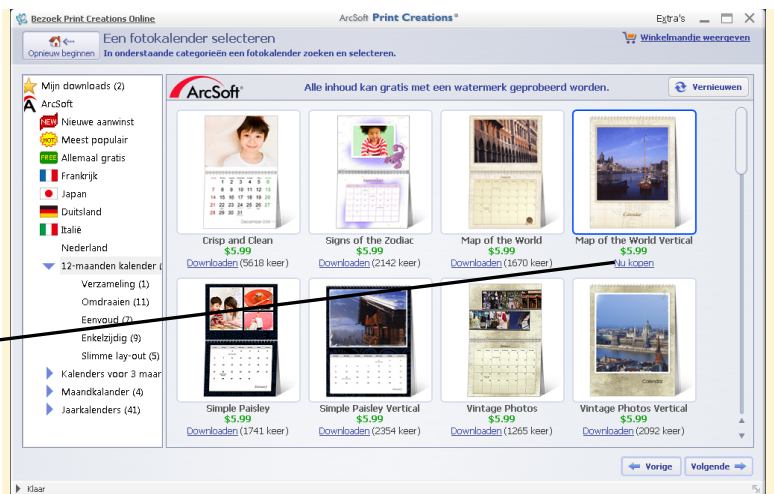 Bezoek Print Creations Online
ArcSoft Print Creations
Extra's
Opnieuw beginnen
Een fotokalender selecteren
In onderstaande categorieën een fotokalender zoeken en selecteren.
Winkelmandje weergeven
Mijn downloads (2)
ArcSoft
NEW Nieuwe aanwinst
HOT Meest populair
FREE Allemaal gratis
Frankrijk
Japan
Duitsland
Italië
Nederland
12-maanden kalender (
Verzameling (1)
Omdraaien (11)
Eenvoud (7)
Enkelzijdig (9)
Slimme lay-out (5)
Kalenders voor 3 maar
Maandkalander (4)
Jaarkalenders (41)
ArcSoft
Alle inhoud kan gratis met een watermerk geprobeerd worden.
Vernieuwen
Crisp and Clean
$5.99
Downloaden (5618 keer)
Signs of the Zodiac
$5.99
Downloaden (2142 keer)
Map of the World
$5.99
Downloaden (1670 keer)
Calendar
Map of the World Vertical
$5.99
Nu kopen
Simple Paisley
$5.99
Downloaden (1741 keer)
Simple Paisley Vertical
$5.99
Downloaden (2354 keer)
Vintage Photos
$5.99
Downloaden (1265 keer)
Calendar
Vintage Photos Vertical
$5.99
Downloaden (2092 keer)
Vorige
Volgende
Klaar